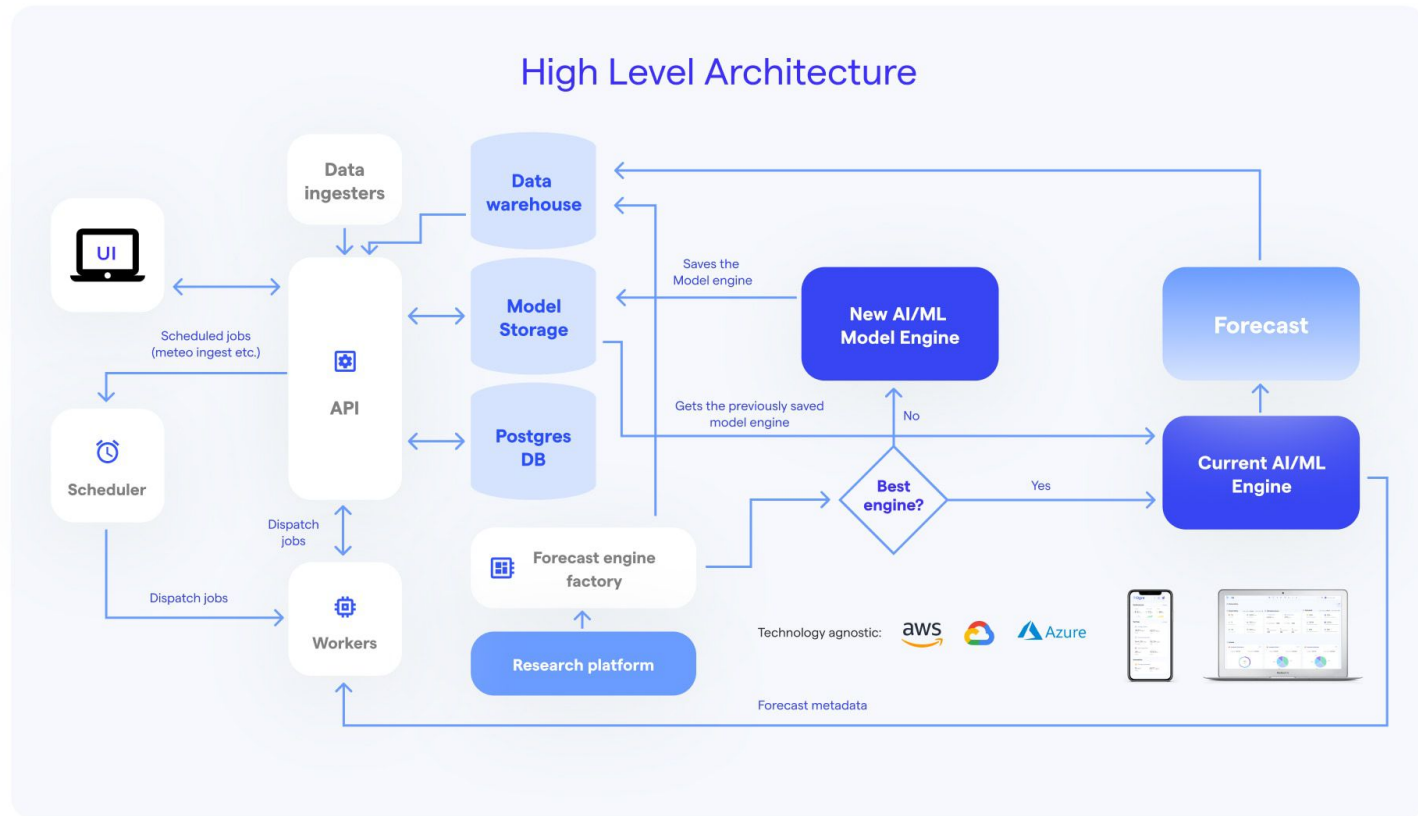 High Level Architecture
Data
ingesters
Data
warehouse
UI
Saves the
Model engine
Model
Storage
New AI/ML
Model Engine
Forecast
Scheduled jobs
(meteo ingest etc.)
API
Gets the previously saved
model engine
No
Postgres
DB
Scheduler
Best
engine?
Yes
Current AI/ML
Engine
Dispatch
jobs
Forecast engine
factory
Dispatch jobs
Workers
Research platform
Technology agnostic:
aws
Azure
Forecast metadata